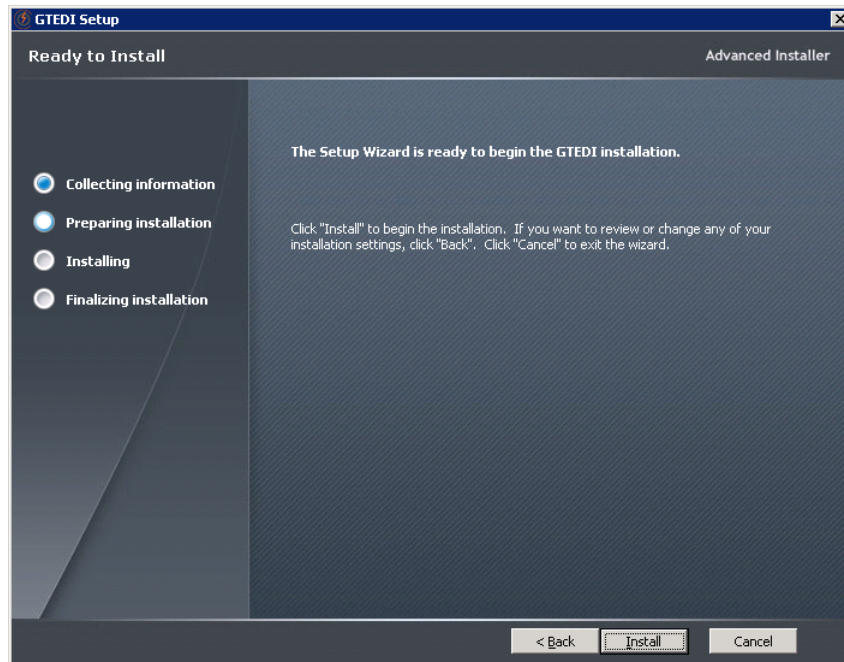 GTEDI Setup
Ready to Install
Advanced Installer
The Setup Wizard is ready to begin the GTEDI installation.
Collecting information
Preparing installation
Installing
Finalizing installation
Click "Install" to begin the installation. If you want to review or change any of your
installation settings, click "Back". Click "Cancel" to exit the wizard.
< Back
Install
Cancel